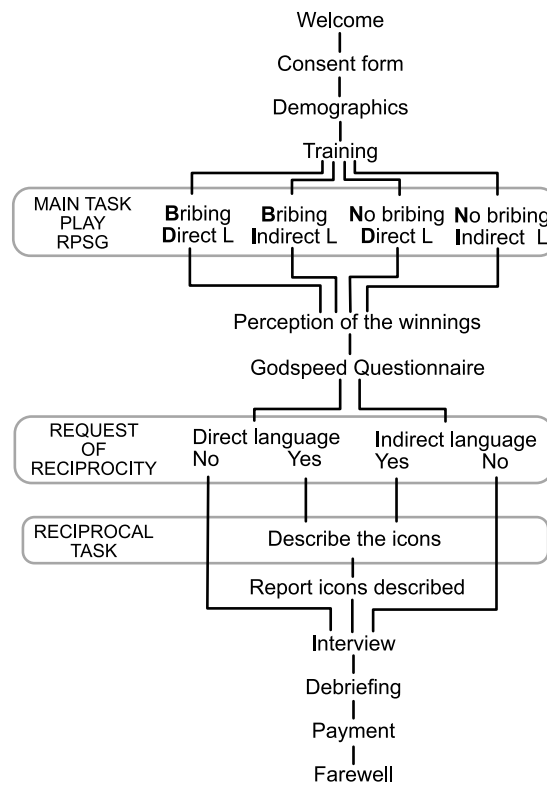 Welcome
Consent form
Demographics
Training
MAIN TASK
PLAY
RPSG
Bribing
Direct L
Bribing
Indirect L
No bribing
Direct L
No bribing
Indirect L
Perception of the winnings
Godspeed Questionnaire
REQUEST
OF
RECIPROCITY
Direct language
No Yes
Indirect language
Yes No
RECIPROCAL
TASK
Describe the icons
Report icons described
Interview
Debriefing
Payment
Farewell